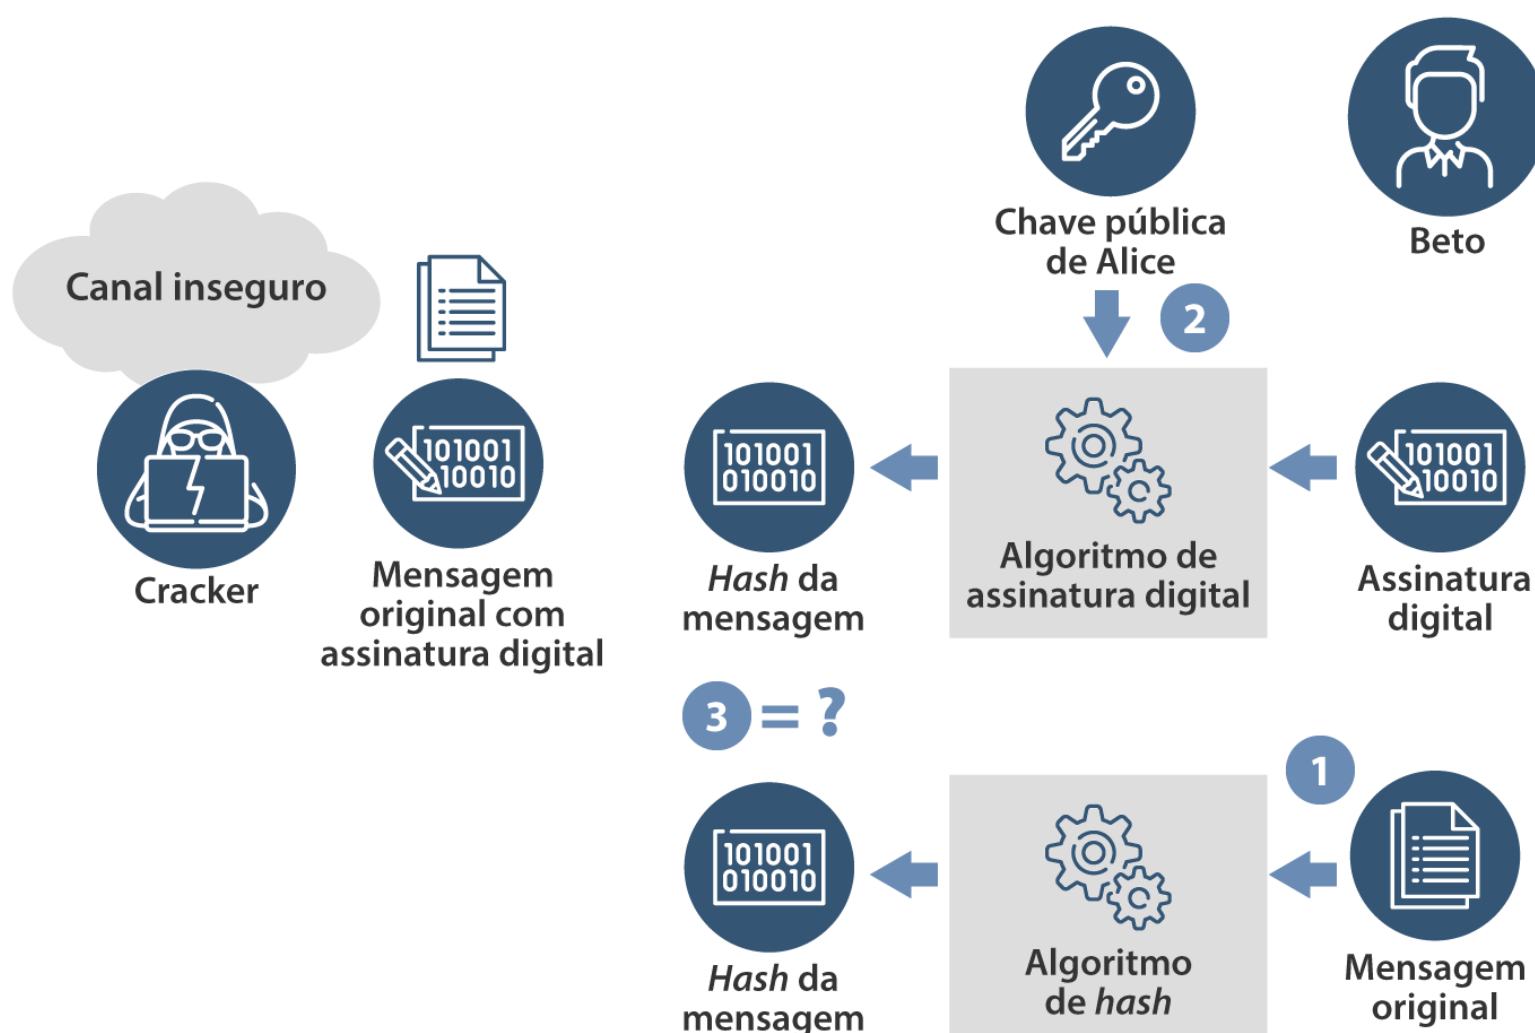 Chave pública
de Alice
Beto
Canal inseguro
2
101001
10010
101001
010010
101001
10010
Cracker
Mensagem
original com
assinatura digital
Hash da
mensagem
Algoritmo de
assinatura digital
Assinatura
digital
3 = ?
1
101001
010010
Hash da
mensagem
Algoritmo
de hash
Mensagem
original